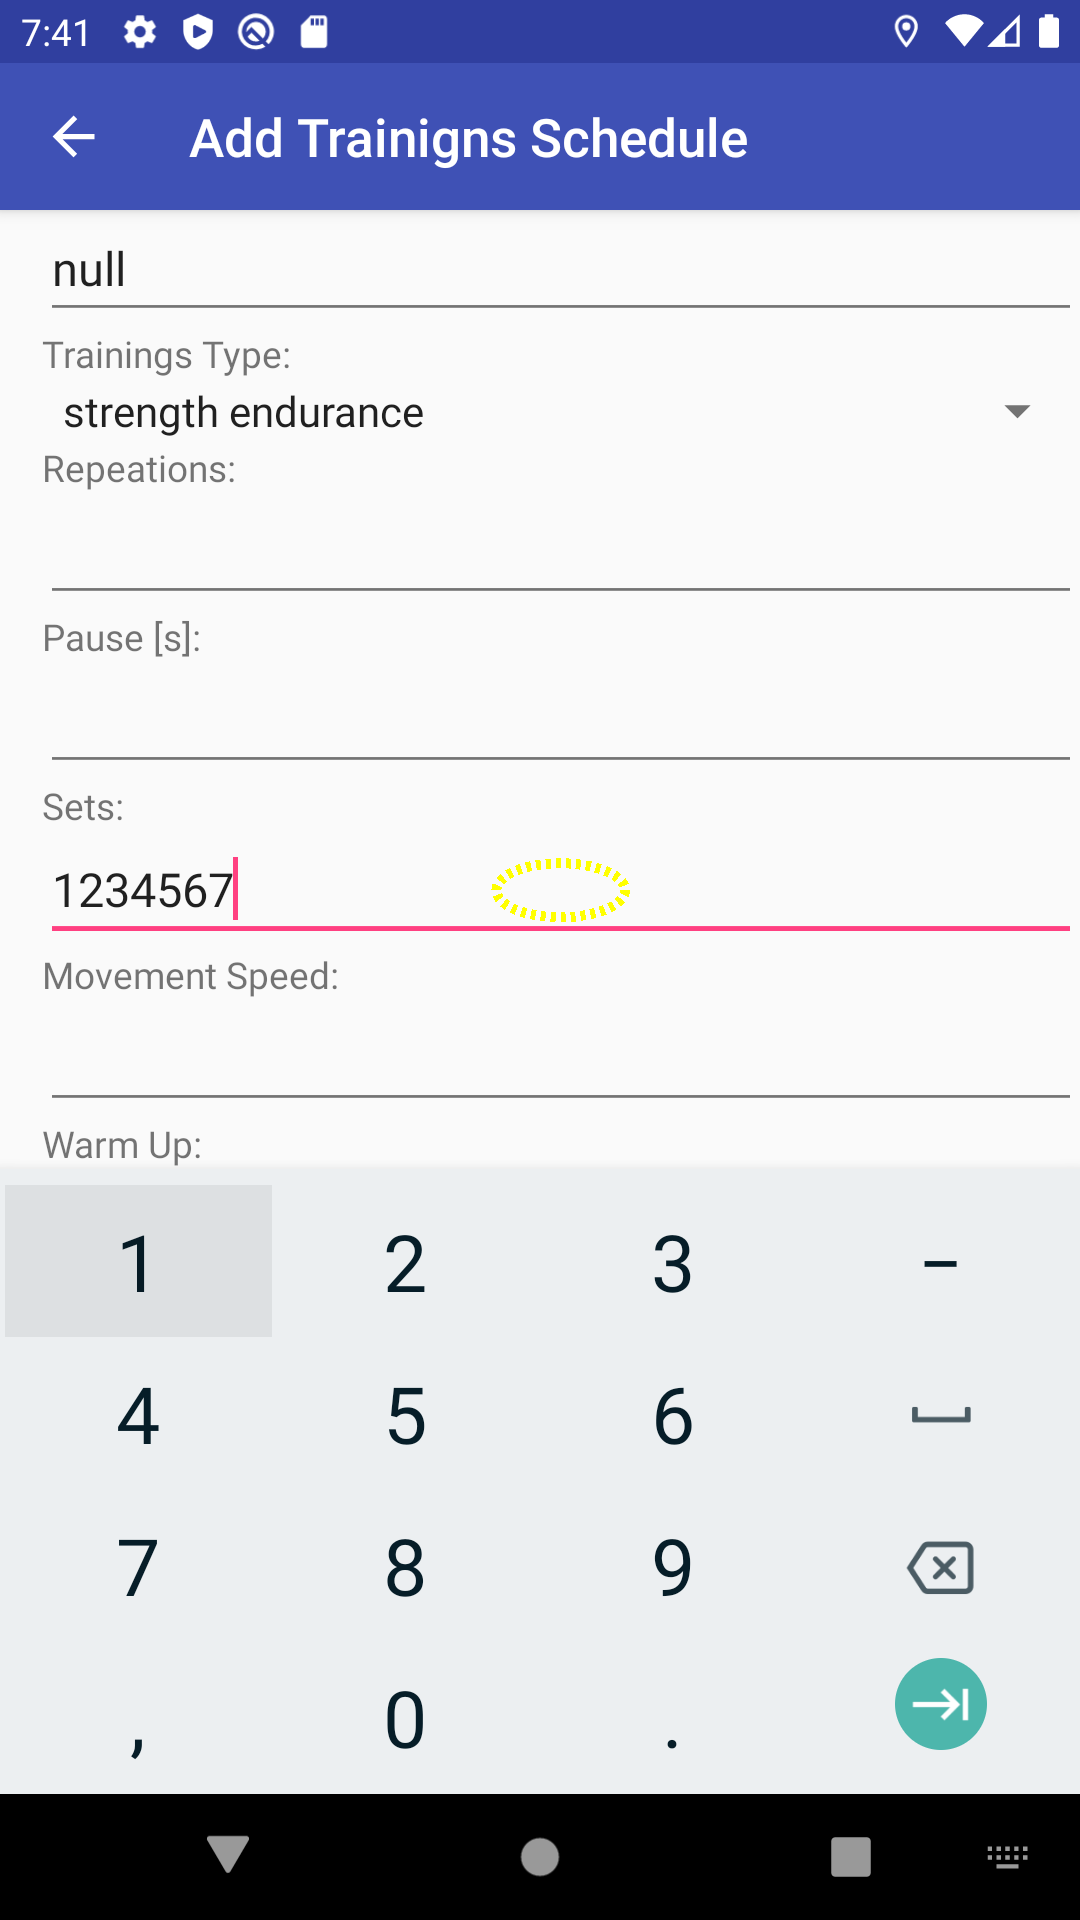 7:41
Add Trainigns Schedule
null
Trainings Type:
strength endurance
Repeations:
Pause [s]:
Sets:
1234567
Movement Speed:
Warm Up:
1 2 3 –
4 5 6
7 8 9
, 0 .